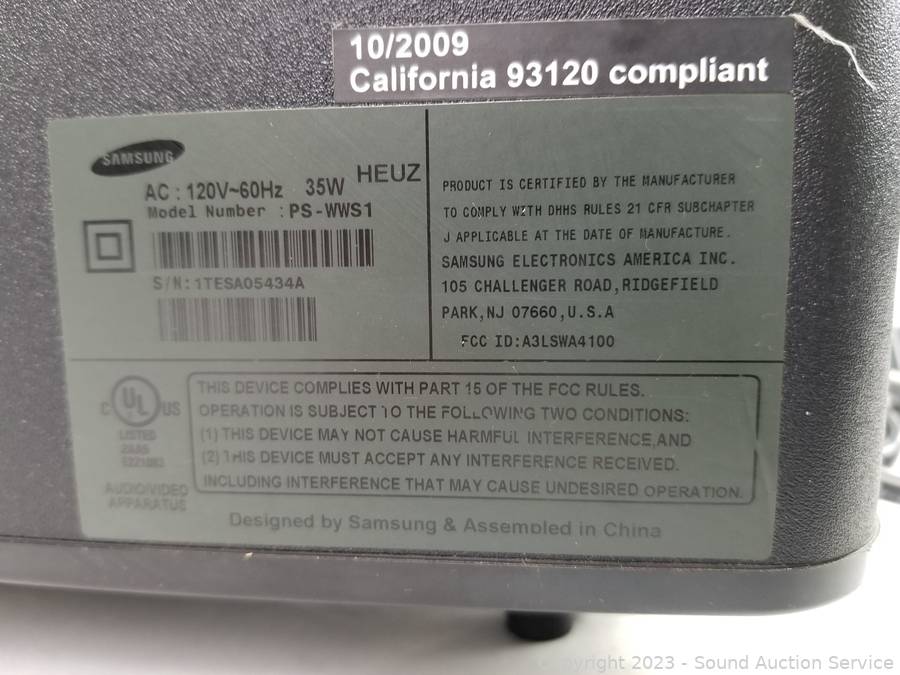 10/2009
California 93120 compliant
SAMSUNG
AC : 120V~60Hz 35W HEUZ
Model Number : PS-WWS1
S/N:1TESA05434A
PRODUCT IS CERTIFIED BY THE MANUFACTURER
TO COMPLY WITH DHHS RULES 21 CFR SUBCHAPTER
J APPLICABLE AT THE DATE OF MANUFACTURE.
SAMSUNG ELECTRONICS AMERICA INC.
105 CHALLENGER ROAD,RIDGEFIELD
PARK,NJ 07660,U.S.A
FCC ID:A3LSWA4100
C UL US
LISTED
AUDIO/VIDEO
APPARATUS
THIS DEVICE COMPLIES WITH PART 15 OF THE FCC RULES.
OPERATION IS SUBJECT TO THE FOLLOWING TWO CONDITIONS:
(1) THIS DEVICE MAY NOT CAUSE HARMFUL INTERFERENCE,AND
(2) THIS DEVICE MUST ACCEPT ANY INTERFERENCE RECEIVED.
INCLUDING INTERFERENCE THAT MAY CAUSE UNDESIRED OPERATION.
Designed by Samsung & Assembled in China
Copyright 2023 - Sound Auction Service